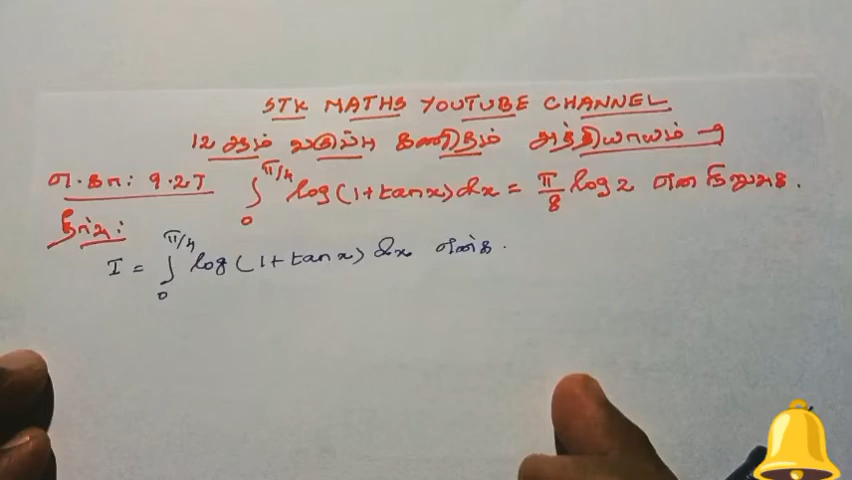 STK MATHS YOUTUBE CHANNEL
12 ஆம் வகுப்பு கணிதம் அத்தியாயம் - 9
எ.கா: 9.27 ∫₀^{π/4} log(1+tanx)dx = π/8 log2 என நிறுவுக.
தீர்வு:
I = ∫₀^{π/4} log(1+tanx)dx என்க.